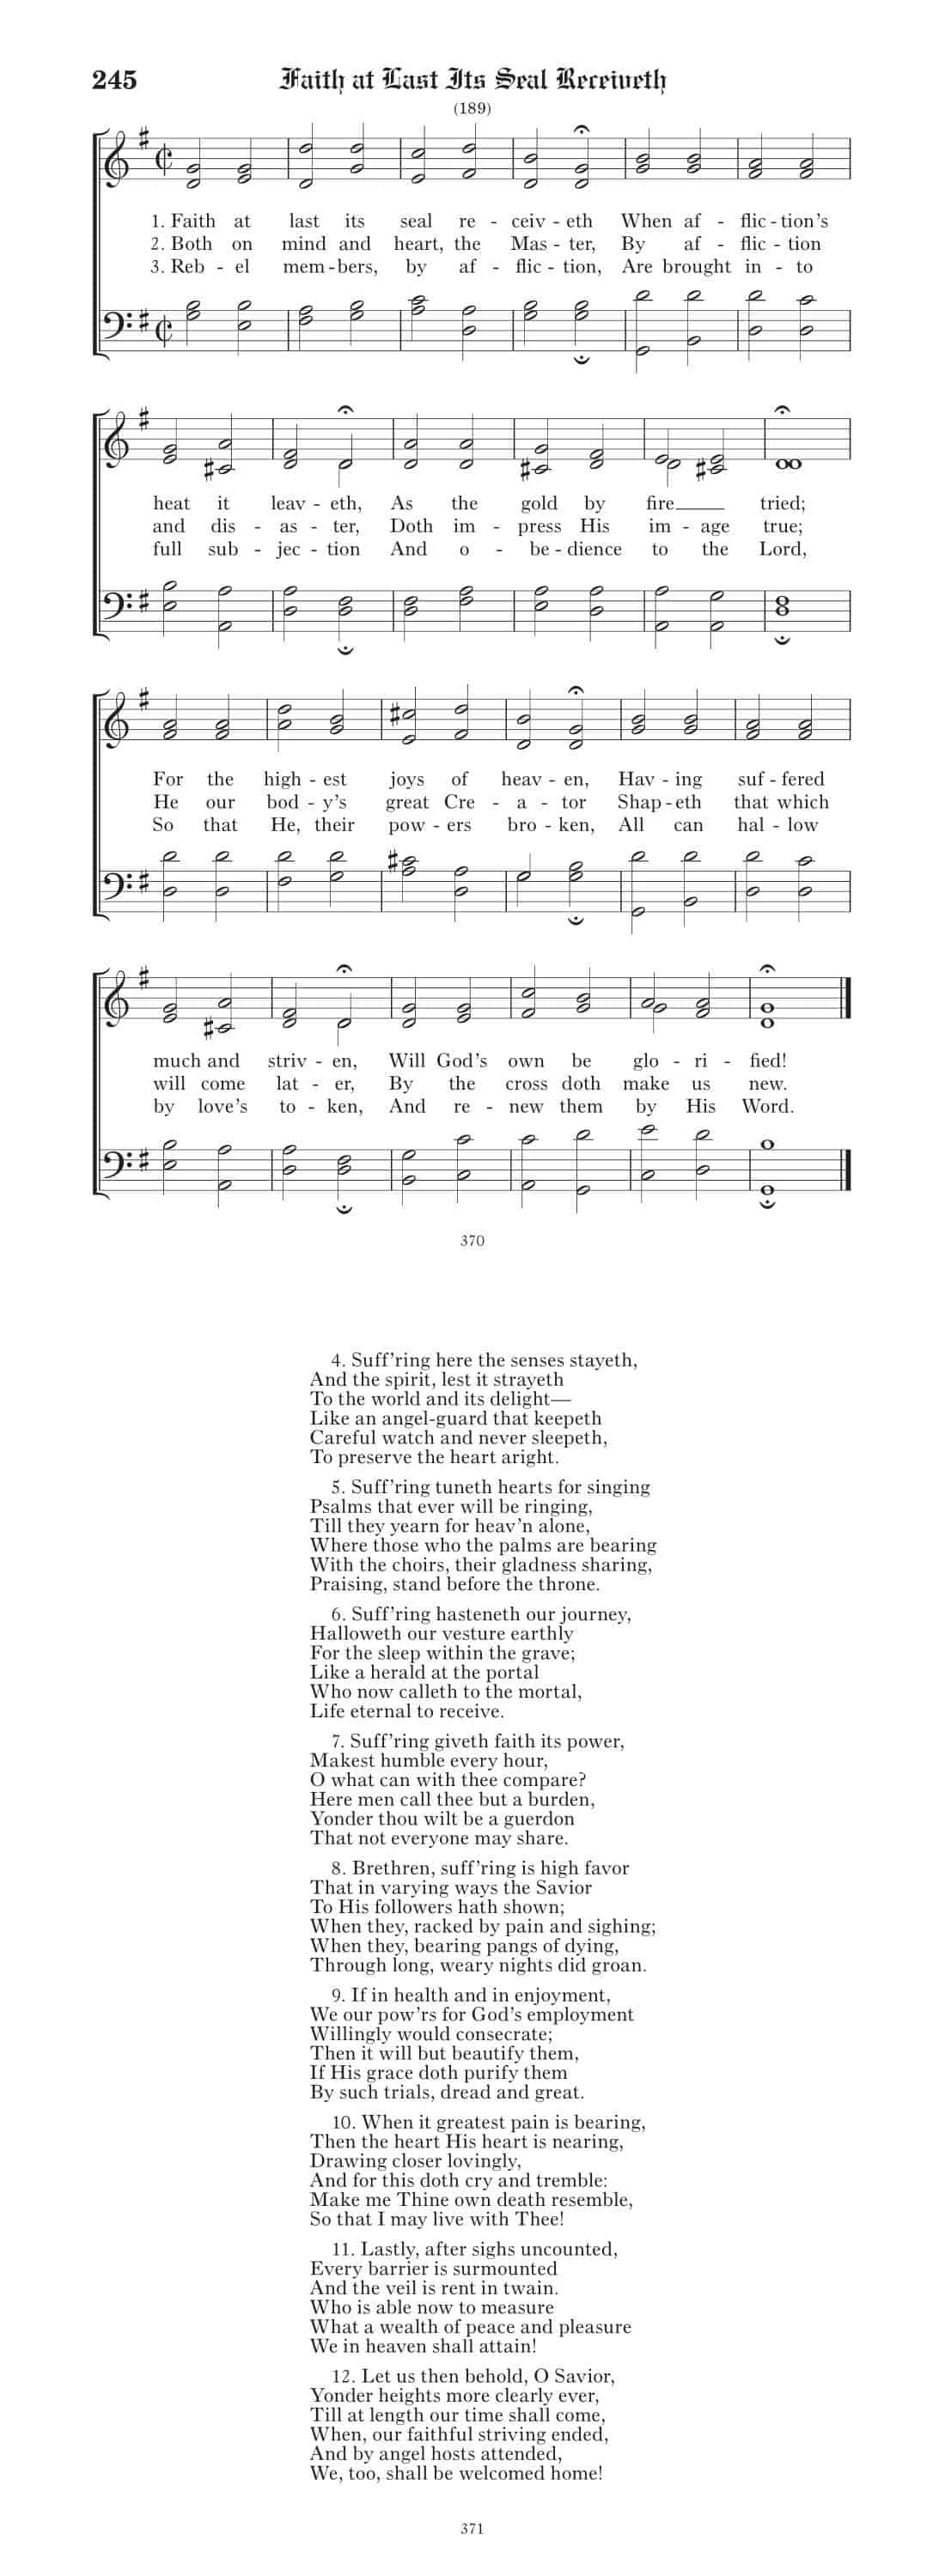 245 Faith at Last Its Seal Receiveth
(189)
1. Faith at last its seal re - ceiv - eth When af - flic - tion's
2. Both on mind and heart, the Mas - ter, By af - flic - tion
3. Reb - el mem - bers, by af - flic - tion, Are brought in - to
heat it leav - eth, As the gold by fire tried;
and dis - as - ter, Doth im - press His im - age true;
full sub - jec - tion And o - be - dience to the Lord,
For the high - est joys of heav - en, Hav - ing suf - fered
He our bod - y's great Cre - a - tor Shap - eth that which
So that He, their pow - ers bro - ken, All can hal - low
much and striv - en, Will God's own be glo - ri - fied!
will come lat - er, By the cross doth make us new.
by love's to - ken, And re - new them by His Word.
370
4. Suff'ring here the senses stayeth,
And the spirit, lest it strayeth
To the world and its delight—
Like an angel-guard that keepeth
Careful watch and never sleepeth,
To preserve the heart aright.
5. Suff'ring tuneth hearts for singing
Psalms that ever will be ringing,
Till they yearn for heav'n alone,
Where those who the palms are bearing
With the choirs, their gladness sharing,
Praising, stand before the throne.
6. Suff'ring hasteneth our journey,
Halloweth our vesture earthly
For the sleep within the grave;
Like a herald at the portal
Who now calleth to the mortal,
Life eternal to receive.
7. Suff'ring giveth faith its power,
Makest humble every hour,
O what can with thee compare?
Here men call thee but a burden,
Yonder thou wilt be a guerdon
That not everyone may share.
8. Brethren, suff'ring is high favor
That in varying ways the Savior
To His followers hath shown;
When they, racked by pain and sighing;
When they, bearing pangs of dying,
Through long, weary nights did groan.
9. If in health and in enjoyment,
We our pow'rs for God's employment
Willingly would consecrate;
Then it will but beautify them,
If His grace doth purify them
By such trials, dread and great.
10. When it greatest pain is bearing,
Then the heart His heart is nearing,
Drawing closer lovingly,
And for this doth cry and tremble:
Make me Thine own death resemble,
So that I may live with Thee!
11. Lastly, after sighs uncounted,
Every barrier is surmounted
And the veil is rent in twain.
Who is able now to measure
What a wealth of peace and pleasure
We in heaven shall attain!
12. Let us then behold, O Savior,
Yonder heights more clearly ever,
Till at length our time shall come,
When, our faithful striving ended,
And by angel hosts attended,
We, too, shall be welcomed home!
371